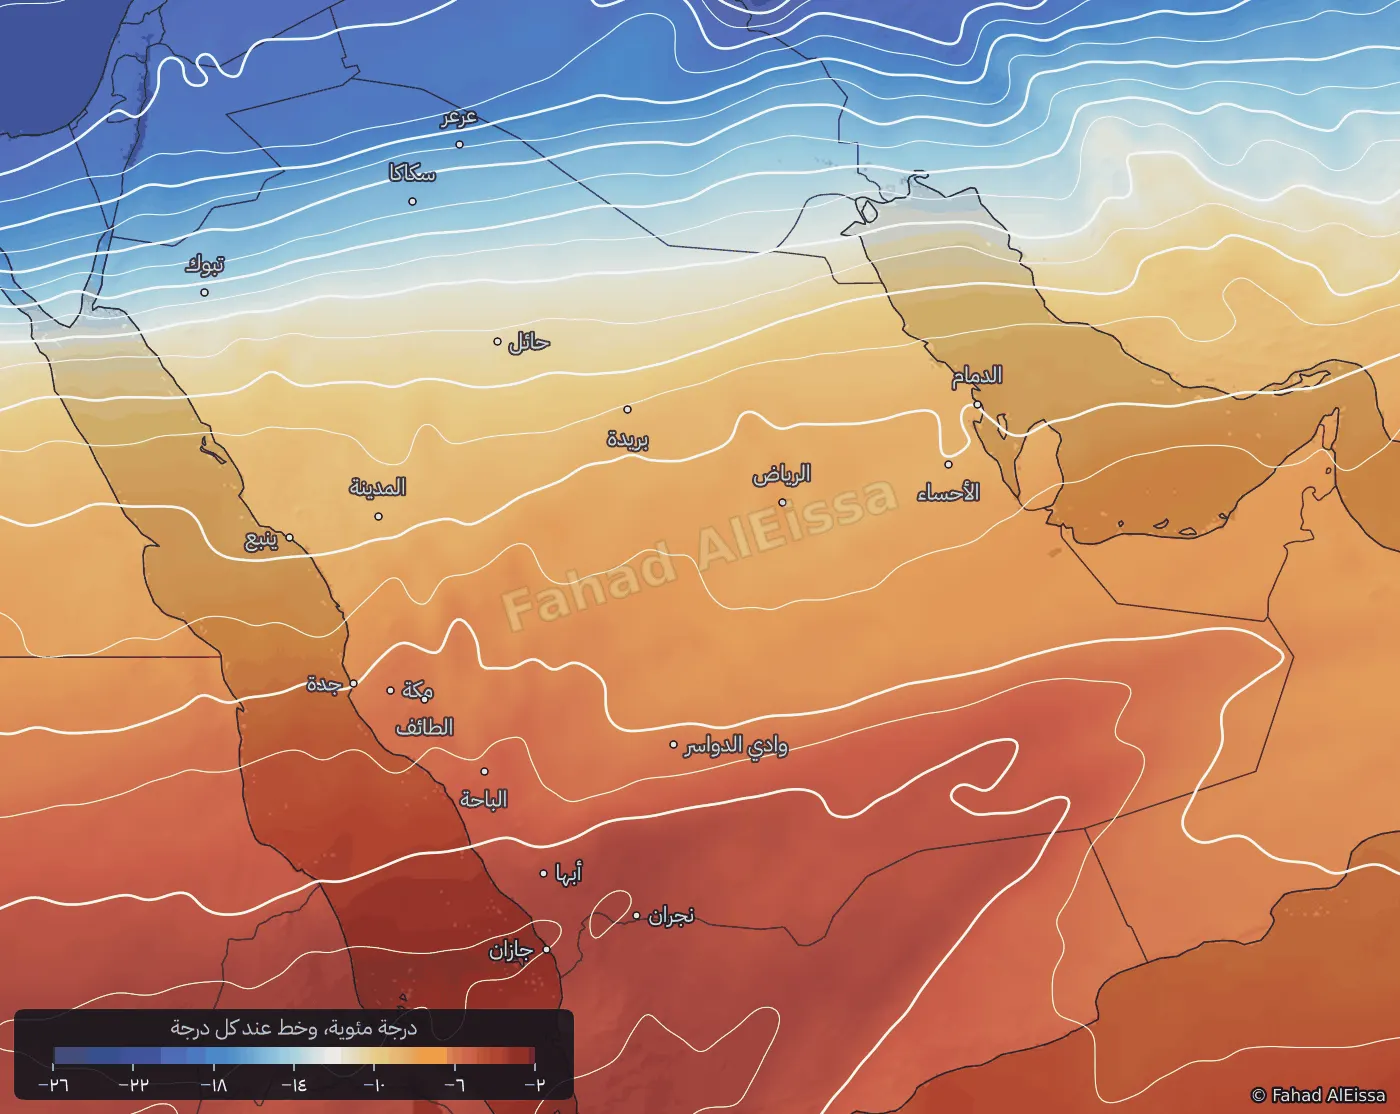 عرعر
سكاكا
تبوك
حائل
الدمام
بريدة
الرياض
الأحساء
المدينة
ينبع
Fahad AlEissa
جدة
مكة
الطائف
وادي الدواسر
الباحة
أبها
نجران
جازان
درجة مئوية، وخط عند كل درجة
−٢٦ −٢٢ −١٨ −١٤ −١٠ −٦ −٢
© Fahad AlEissa